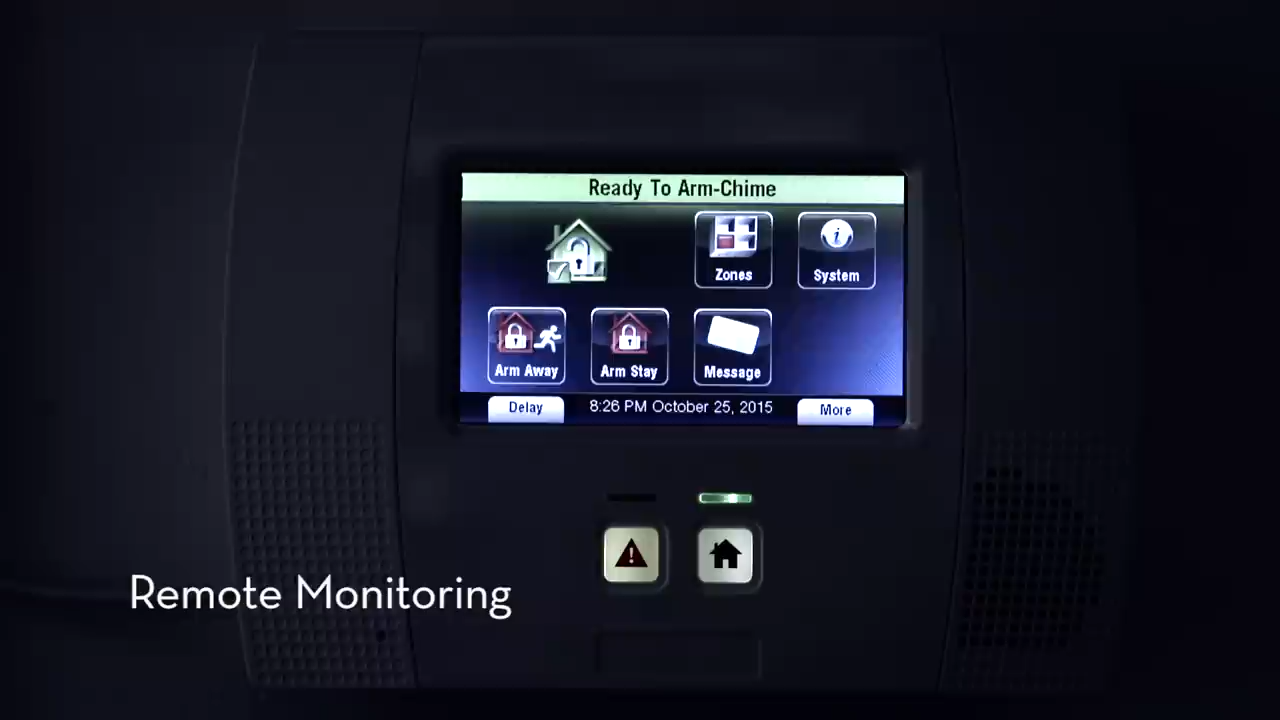 Ready To Arm-Chime
Zones
System
Arm Away
Arm Stay
Message
Delay
8:26 PM October 25, 2015
More
Remote Monitoring